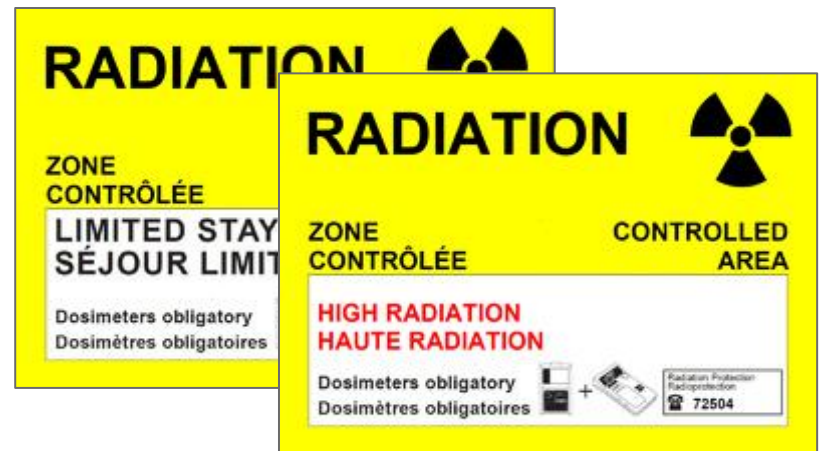 RADIATION
ZONE
CONTRÔLÉE
LIMITED STAY
SÉJOUR LIMIT
Dosimeters obligatory
Dosimètres obligatoires
RADIATION
ZONE CONTROLLED
CONTRÔLÉE AREA
HIGH RADIATION
HAUTE RADIATION
Dosimeters obligatory
Dosimètres obligatoires
+
Radiation Protection
Radioprotection
72504